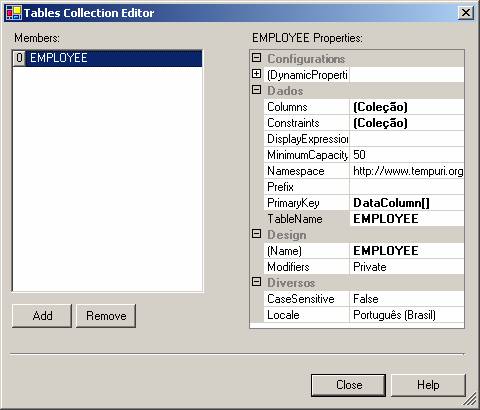 Tables Collection Editor
Members:
0 EMPLOYEE
Add Remove
EMPLOYEE Properties:
Configurations
(DynamicProperti
Dados
Columns (Coleção)
Constraints (Coleção)
DisplayExpression
MinimumCapacity 50
Namespace http://www.tempuri.org
Prefix
PrimaryKey DataColumn[]
TableName EMPLOYEE
Design
(Name) EMPLOYEE
Modifiers Private
Diversos
CaseSensitive False
Locale Português (Brasil)
Close Help